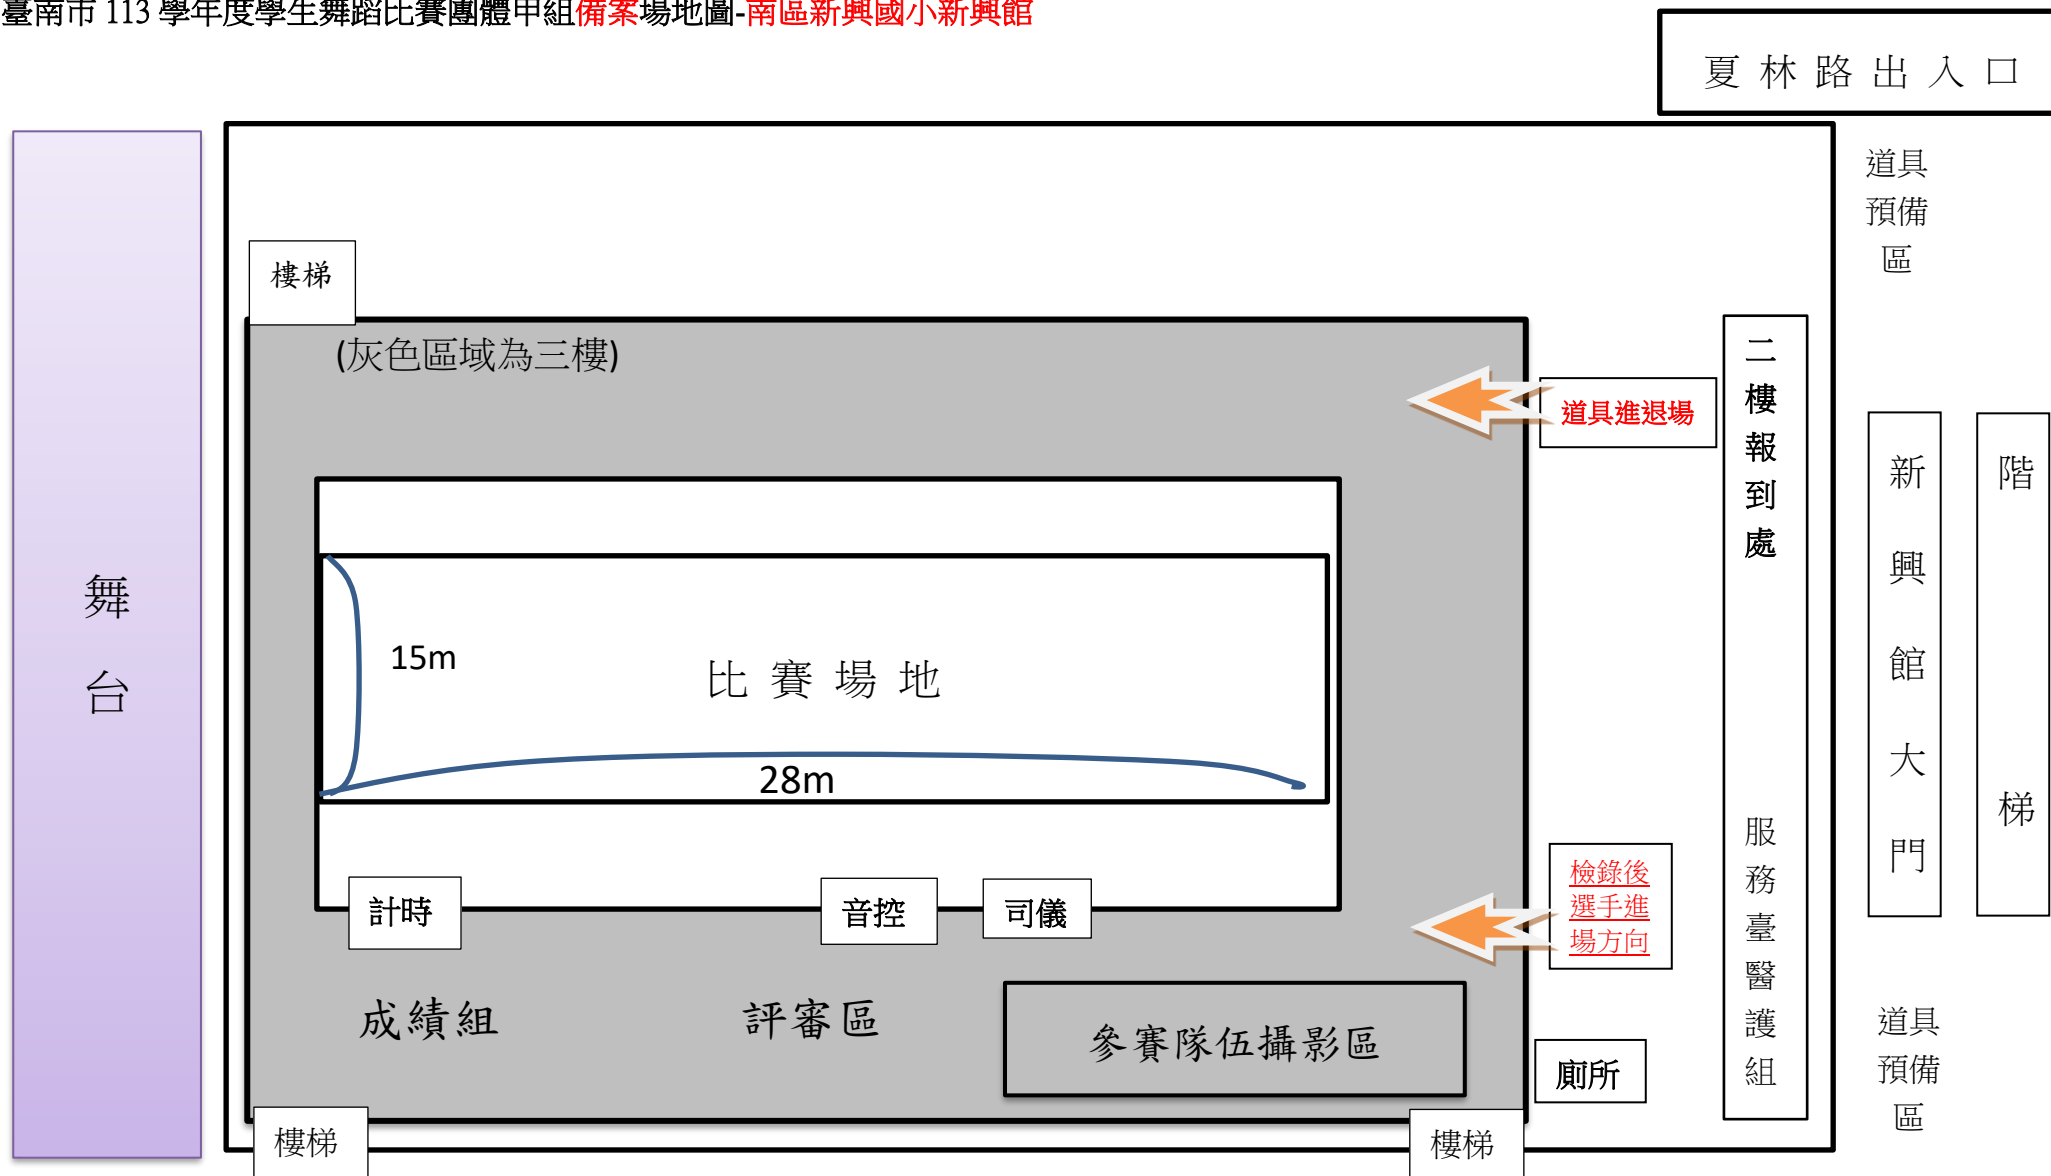 臺南市 113 學年度學生舞蹈比賽團體甲組備案場地圖-南區新興國小新興館
夏林路出入口
道具
預備
區
樓梯
(灰色區域為三樓)
道具進退場
二樓報到處
服務臺醫護組
新興館大門
階梯
舞台
15m
比賽場地
28m
計時
音控
司儀
檢錄後
選手進
場方向
成績組
評審區
參賽隊伍攝影區
廁所
道具
預備
區
樓梯
樓梯